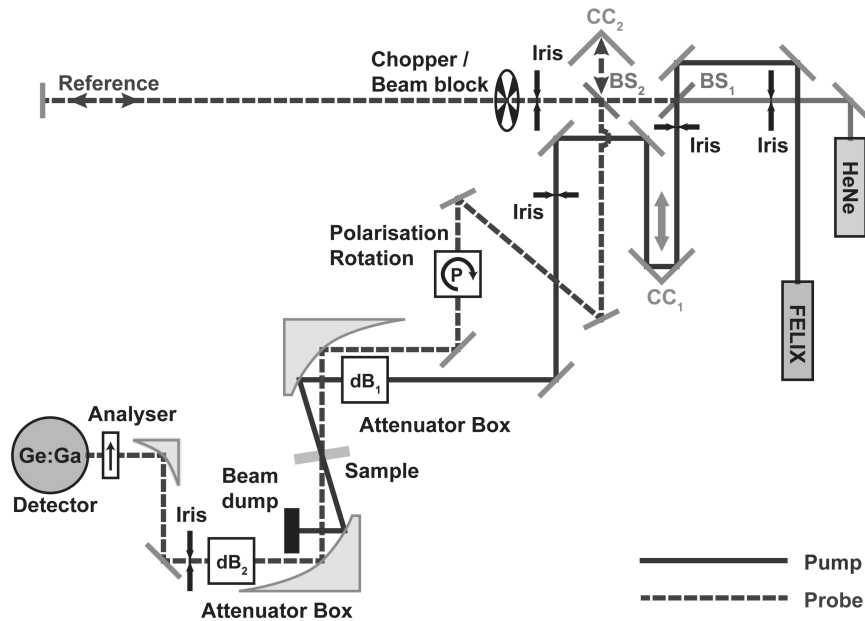 CC2
Iris
Chopper /
Beam block
Reference
BS2
BS1
Iris
Iris
HeNe
Iris
Polarisation
Rotation
P
CC1
FELIX
dB1
Attenuator Box
Analyser
Ge:Ga
Detector
Sample
Beam
dump
Iris
dB2
Attenuator Box
Pump
Probe